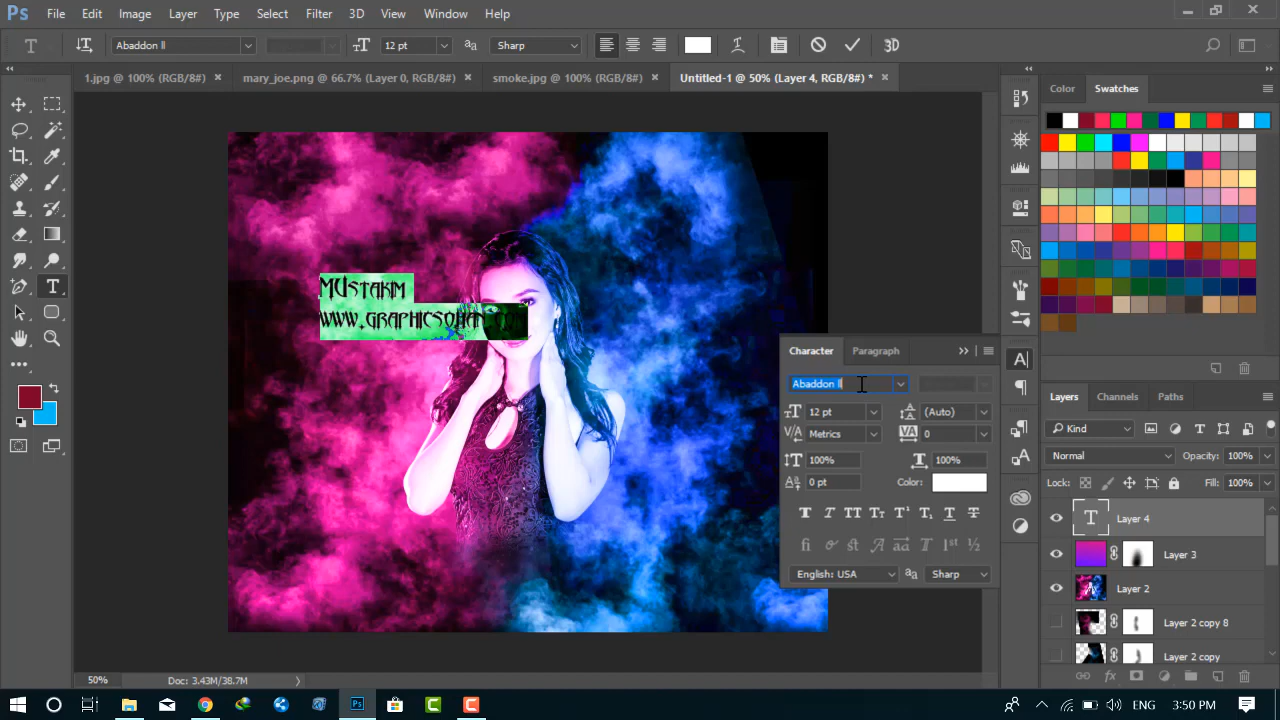 Ps File Edit Image Layer Type Select Filter 3D View Window Help
T Abaddon II 12 pt Sharp 3D
1.jpg @ 100% (RGB/8#) × mary_joe.png @ 66.7% (Layer 0, RGB/8#) × smoke.jpg @ 100% (RGB/8#) × Untitled-1 @ 50% (Layer 4, RGB/8#) * ×
Color Swatches
MUstakim
www.graphicsohan.com
Character Paragraph
Abaddon II
12 pt (Auto)
Metrics 0
100% 100%
0 pt Color:
English: USA Sharp
Layers Channels Paths
Kind
Normal Opacity: 100%
Lock: Fill: 100%
Layer 4
Layer 3
Layer 2
Layer 2 copy 8
Layer 2 copy
50% Doc: 3.43M/38.7M
ENG 3:50 PM